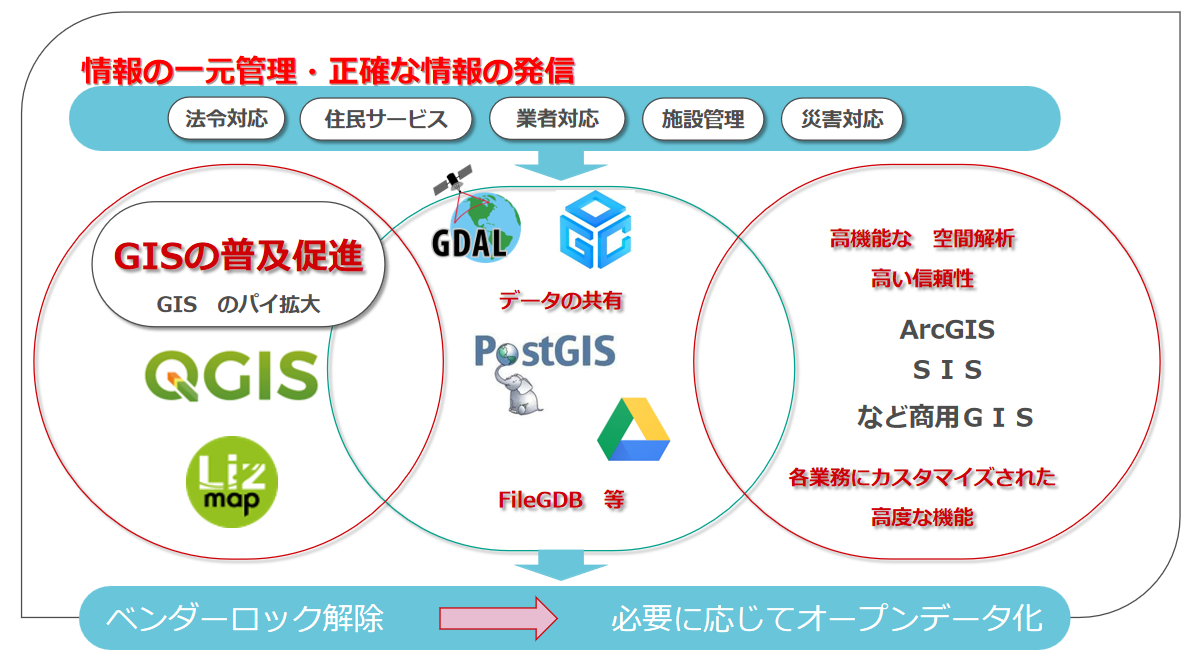 情報の一元管理・正確な情報の発信
法令対応
住民サービス
業者対応
施設管理
災害対応
GISの普及促進
GIS　のパイ拡大
QGIS
Liz
map
GDAL
OGC
データの共有
PostGIS
FileGDB　等
高機能な　空間解析
高い信頼性
ArcGIS
ＳＩＳ
など商用ＧＩＳ
各業務にカスタマイズされた
高度な機能
ベンダーロック解除
必要に応じてオープンデータ化